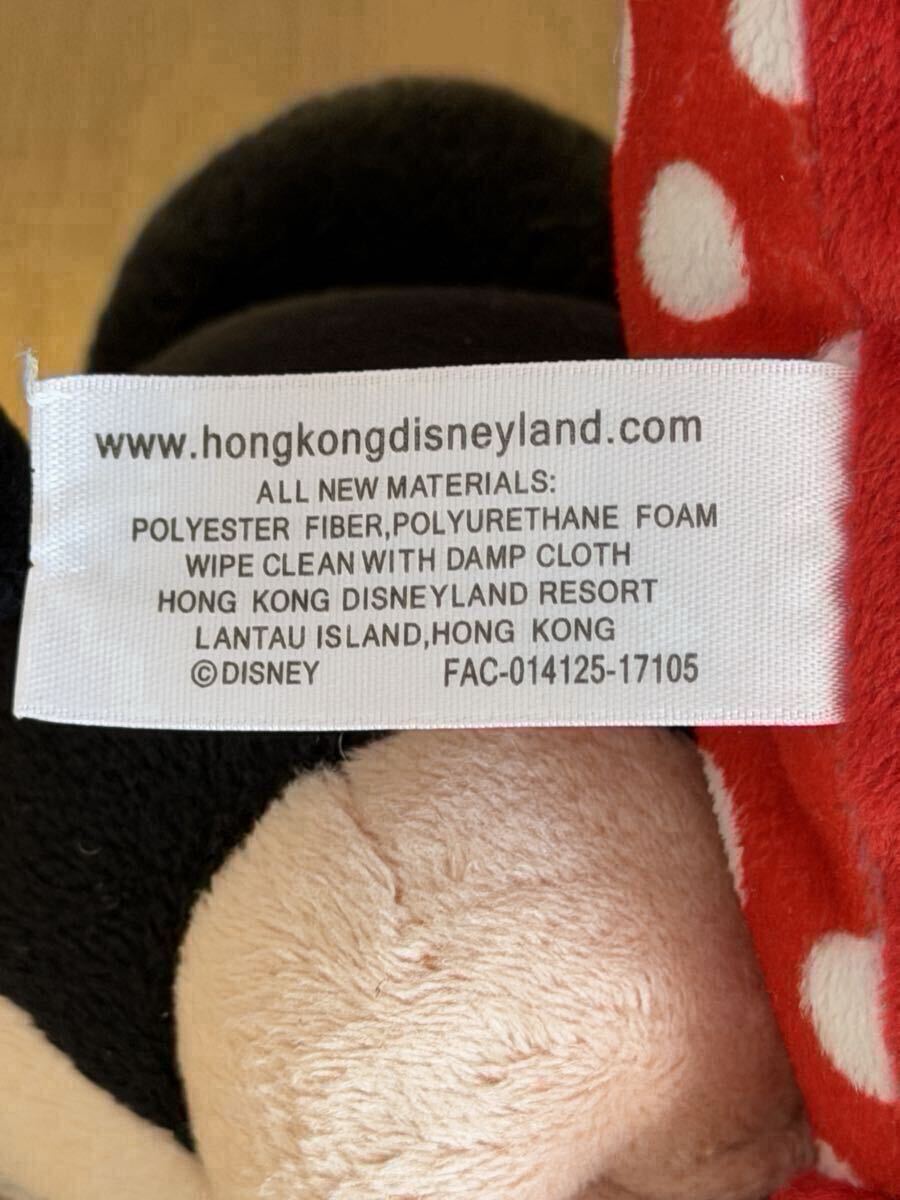 www.hongkongdisneyland.com
ALL NEW MATERIALS:
POLYESTER FIBER,POLYURETHANE FOAM
WIPE CLEAN WITH DAMP CLOTH
HONG KONG DISNEYLAND RESORT
LANTAU ISLAND,HONG KONG
©DISNEY FAC-014125-17105